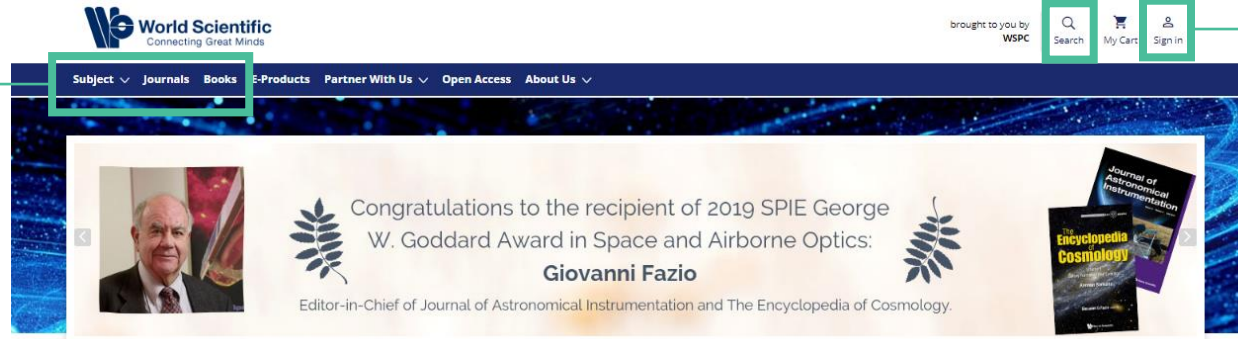 World Scientific
Connecting Great Minds
brought to you by
WSPC
Search
My Cart
Sign in
Subject Journals Books E-Products Partner With Us Open Access About Us
Congratulations to the recipient of 2019 SPIE George
W. Goddard Award in Space and Airborne Optics:
Giovanni Fazio
Editor-in-Chief of Journal of Astronomical Instrumentation and The Encyclopedia of Cosmology.
Journal of
Astronomical
Instrumentation
The
Encyclopedia
of
Cosmology